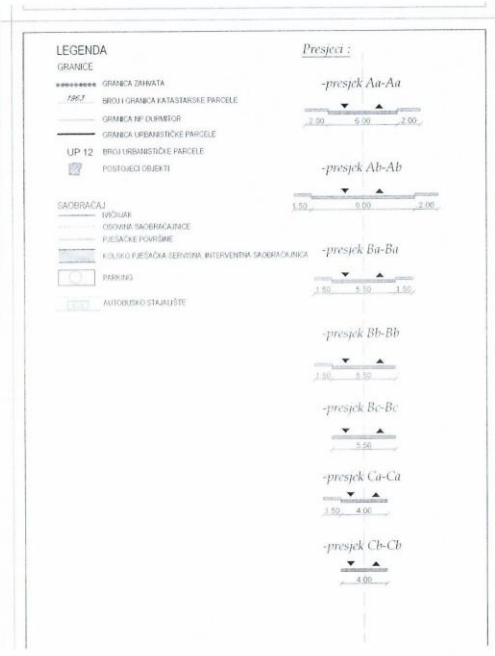 LEGENDA
GRANICE
GRANICA ZAHVATA
1963 BROJ I GRANICA KATASTARSKE PARCELE
GRANICA NP DURMITOR
GRANICA URBANISTIČKE PARCELE
UP 12 BROJ URBANISTIČKE PARCELE
POSTOJEĆI OBJEKTI
SAOBRAĆAJ
IVIČNJAK
OSOVINA SAOBRAĆAJNICE
PJEŠAČKE POVRŠINE
KOLSKO PJEŠAČKA SERVISNA, INTERVENTNA SAOBRAĆAJNICA
PARKING
AUTOBUSKO STAJALIŠTE
Presjeci :
-presjek Aa-Aa
2.00 6.00 2.00
-presjek Ab-Ab
1.50 2.00
-presjek Ba-Ba
1.50 5.50 1.50
-presjek Bb-Bb
1.50 5.50
-presjek Bc-Bc
5.50
-presjek Ca-Ca
1.50 4.00
-presjek Cb-Cb
4.00